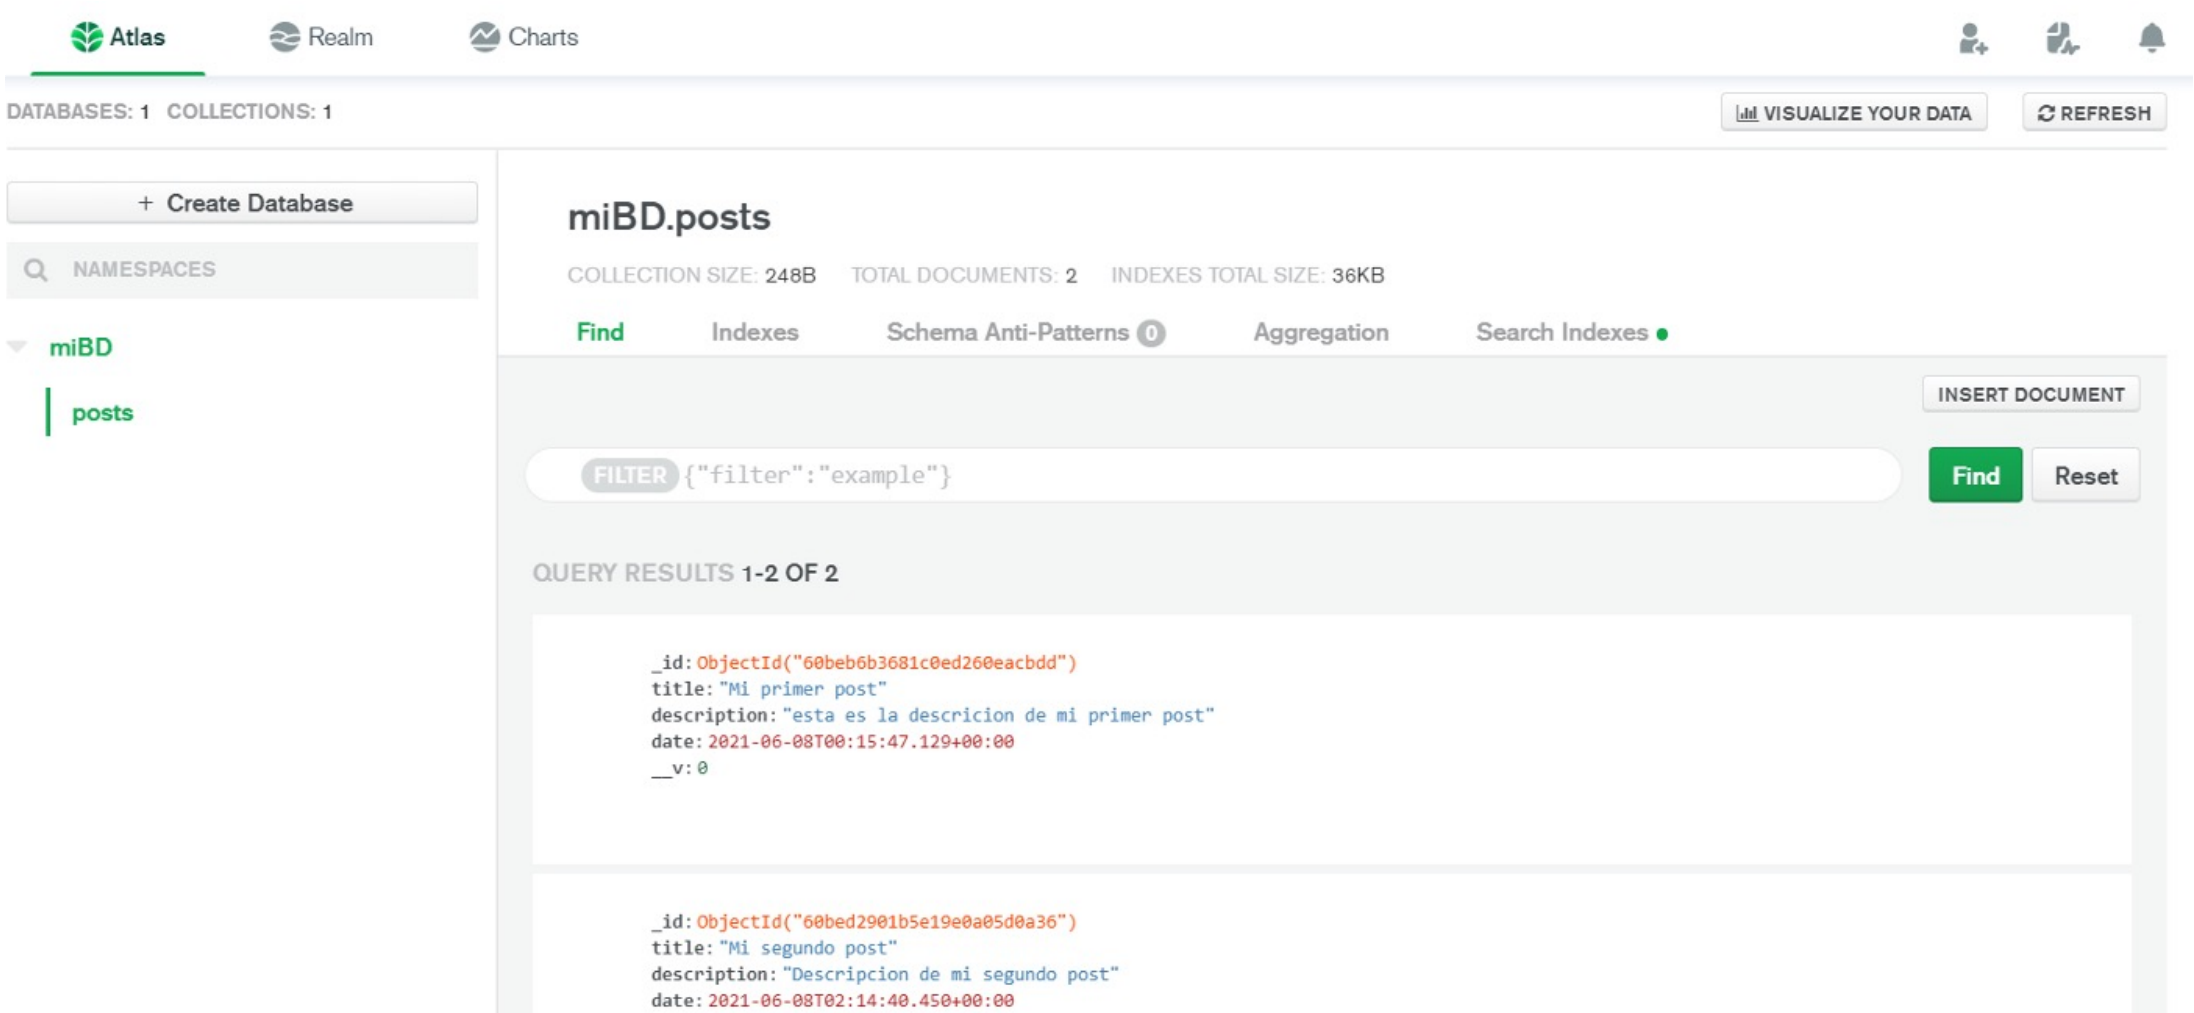 Atlas Realm Charts
DATABASES: 1 COLLECTIONS: 1
VISUALIZE YOUR DATA REFRESH
+ Create Database
NAMESPACES
miBD
posts
miBD.posts
COLLECTION SIZE: 248B TOTAL DOCUMENTS: 2 INDEXES TOTAL SIZE: 36KB
Find Indexes Schema Anti-Patterns 0 Aggregation Search Indexes
INSERT DOCUMENT
FILTER {"filter":"example"}
Find Reset
QUERY RESULTS 1-2 OF 2
_id: ObjectId("60beb6b3681c0ed260eacbdd")
title: "Mi primer post"
description: "esta es la descricion de mi primer post"
date: 2021-06-08T00:15:47.129+00:00
__v: 0
_id: ObjectId("60bed2901b5e19e0a05d0a36")
title: "Mi segundo post"
description: "Descripcion de mi segundo post"
date: 2021-06-08T02:14:40.450+00:00